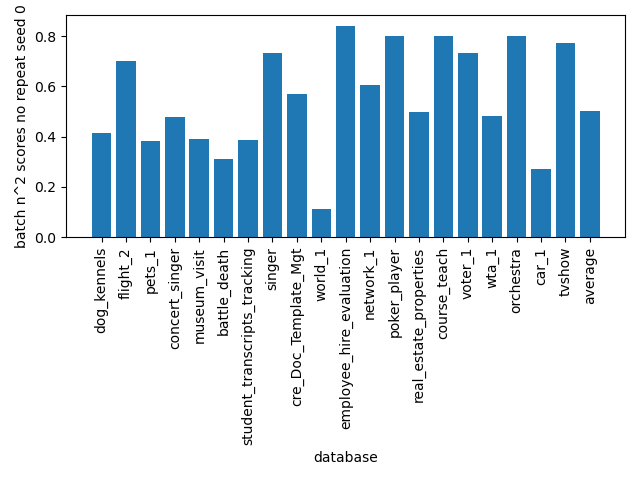 batch n^2 scores no repeat seed 0
0.8
0.6
0.4
0.2
0.0
dog_kennels
flight_2
pets_1
concert_singer
museum_visit
battle_death
student_transcripts_tracking
singer
cre_Doc_Template_Mgt
world_1
employee_hire_evaluation
network_1
poker_player
real_estate_properties
course_teach
voter_1
wta_1
orchestra
car_1
tvshow
average
database